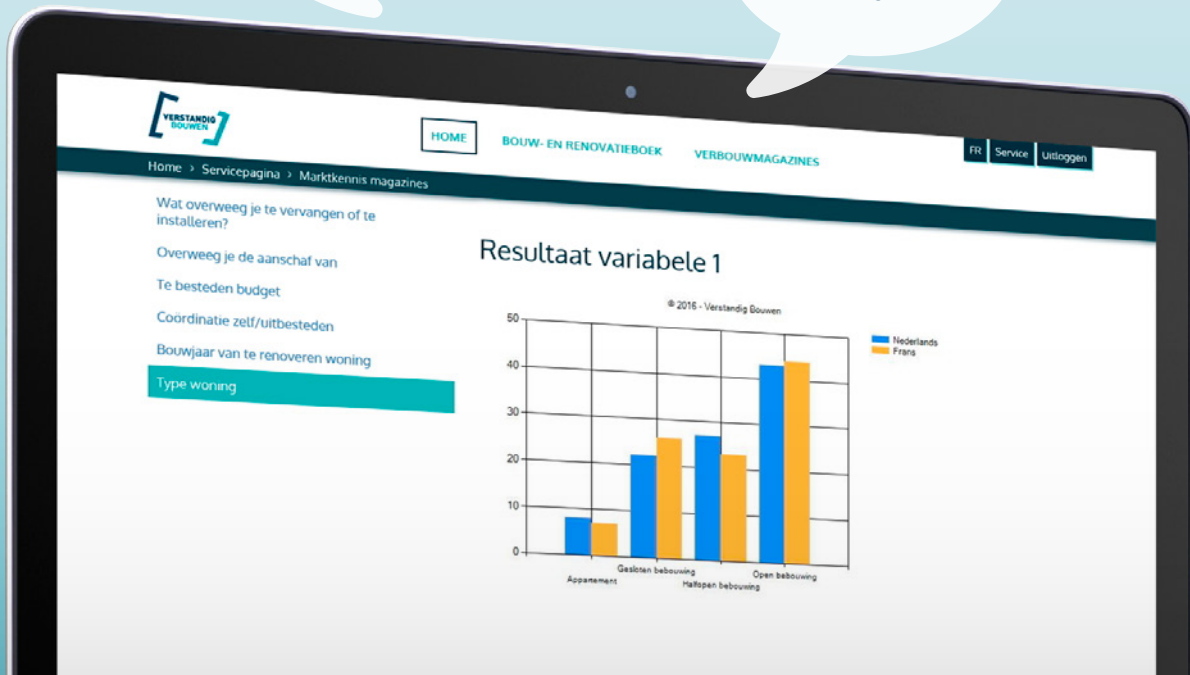 VERSTANDIG
BOUWEN
HOME
BOUW- EN RENOVATIEBOEK
VERBOUWMAGAZINES
FR
Service
Uitloggen
Home › Servicepagina › Marktkennis magazines
Wat overweeg je te vervangen of te
installeren?
Overweeg je de aanschaf van
Te besteden budget
Coördinatie zelf/uitbesteden
Bouwjaar van te renoveren woning
Type woning
Resultaat variabele 1
© 2016 - Verstandig Bouwen
50
40
30
20
10
0
Nederlands
Frans
Appartement
Gesloten bebouwing
Halfopen bebouwing
Open bebouwing